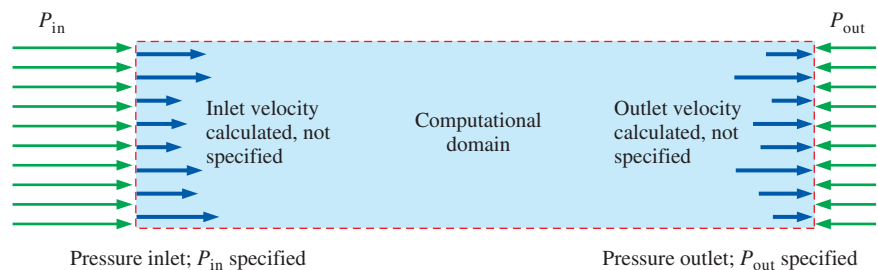 P_in
P_out
Inlet velocity
calculated, not
specified
Computational
domain
Outlet velocity
calculated, not
specified
Pressure inlet; P_in specified
Pressure outlet; P_out specified